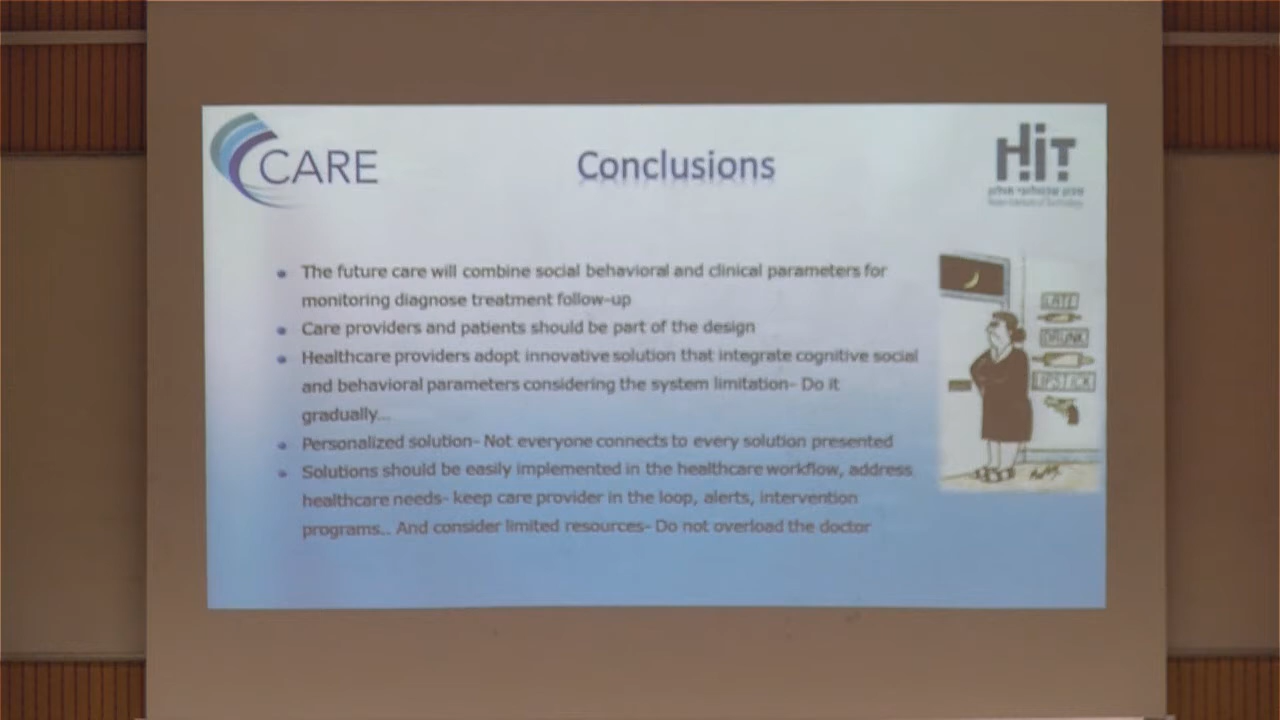 CARE
Conclusions
HiT
The future care will combine social behavioral and clinical parameters for
monitoring diagnose treatment follow-up
Care providers and patients should be part of the design
Healthcare providers adopt innovative solution that integrate cognitive social
and behavioral parameters considering the system limitation- Do it
gradually...
Personalized solution- Not everyone connects to every solution presented
Solutions should be easily implemented in the healthcare workflow, address
healthcare needs- keep care provider in the loop, alerts, intervention
programs.. And consider limited resources- Do not overload the doctor
LATE
DRUNK
LIPSTICK